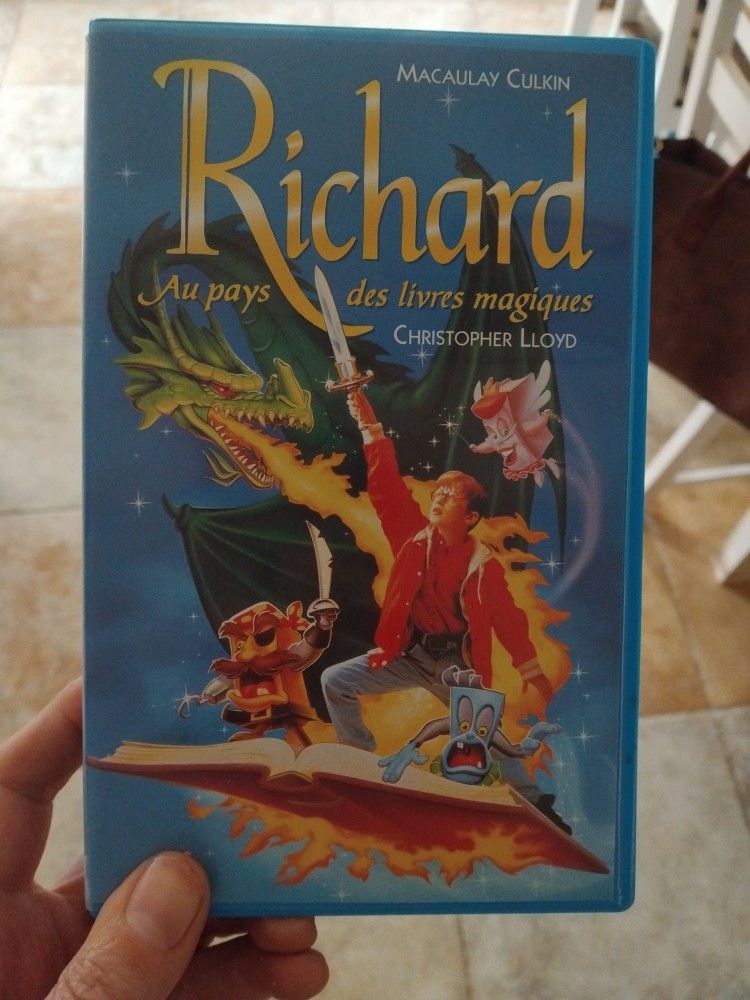 MACAULAY CULKIN
Richard
Au pays des livres magiques
CHRISTOPHER LLOYD